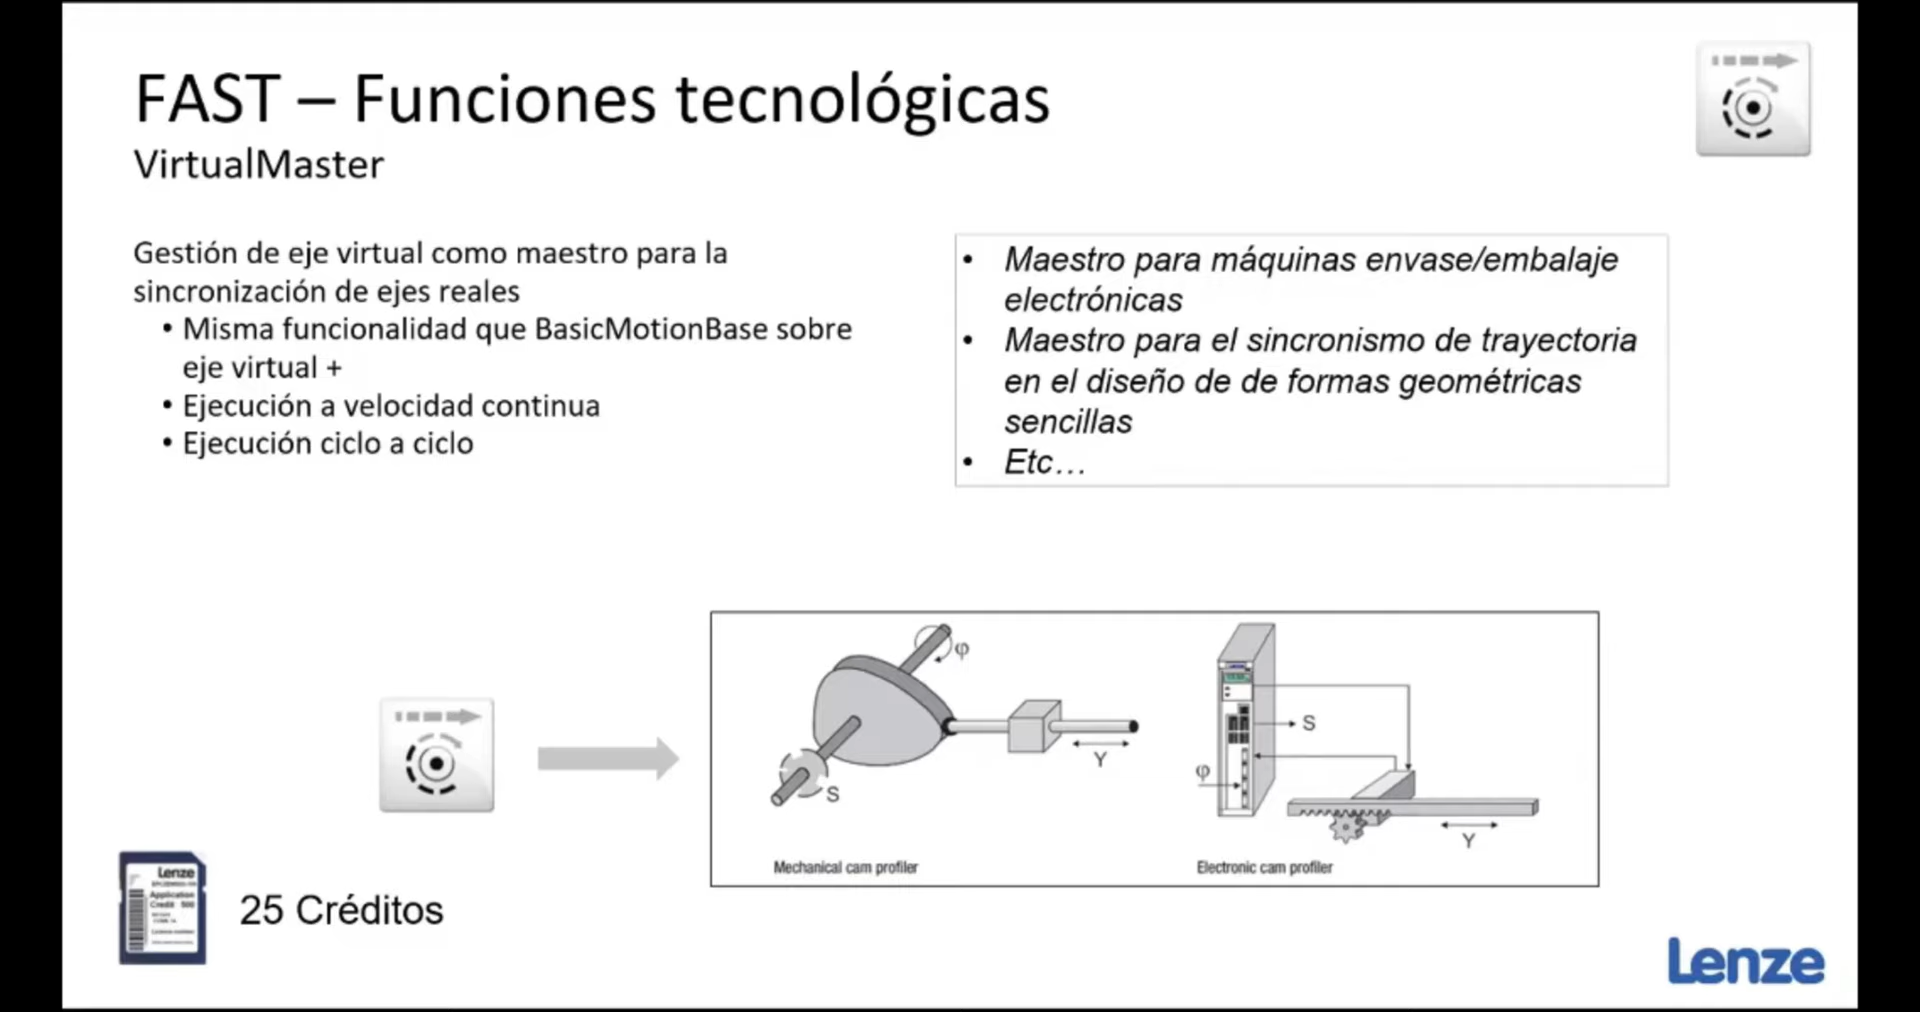 FAST – Funciones tecnológicas
VirtualMaster
Gestión de eje virtual como maestro para la
sincronización de ejes reales
• Misma funcionalidad que BasicMotionBase sobre
eje virtual +
• Ejecución a velocidad continua
• Ejecución ciclo a ciclo
• Maestro para máquinas envase/embalaje
electrónicas
• Maestro para el sincronismo de trayectoria
en el diseño de de formas geométricas
sencillas
• Etc…
φ
S
Y
Mechanical cam profiler
S
φ
Y
Electronic cam profiler
Lenze
Application
Credit 500
25 Créditos
Lenze